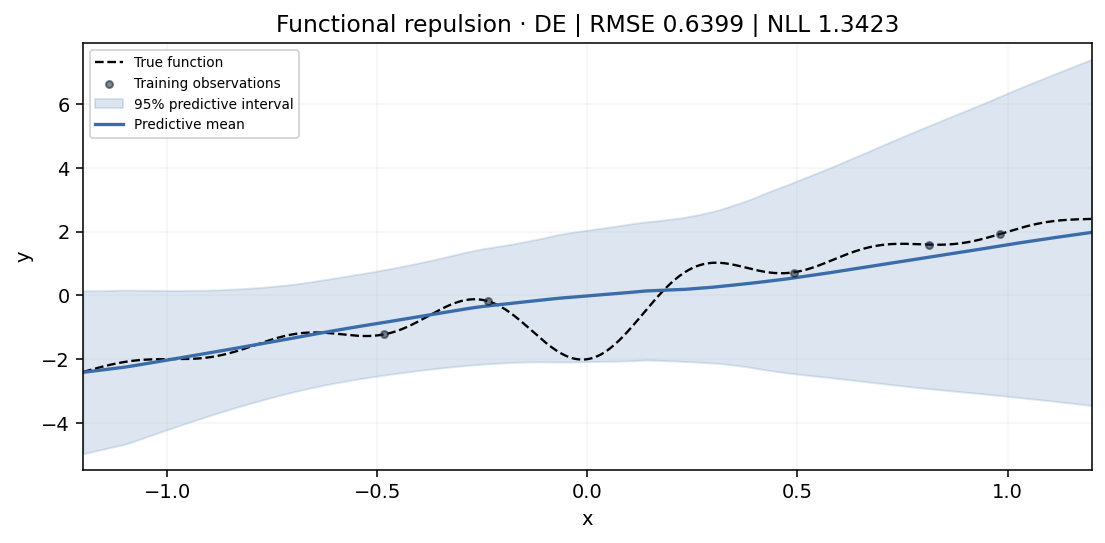 Functional repulsion · DE | RMSE 0.6399 | NLL 1.3423
True function
Training observations
95% predictive interval
Predictive mean
6
4
2
0
−2
−4
y
−1.0 −0.5 0.0 0.5 1.0
x